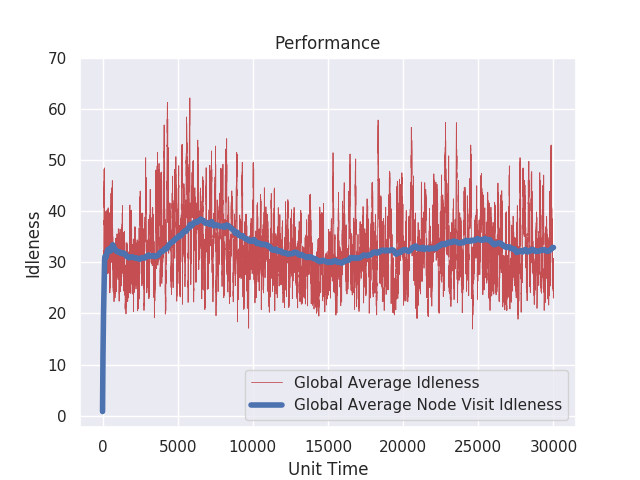 Performance
70
60
50
40
30
20
10
0
Idleness
Global Average Idleness
Global Average Node Visit Idleness
0 5000 10000 15000 20000 25000 30000
Unit Time